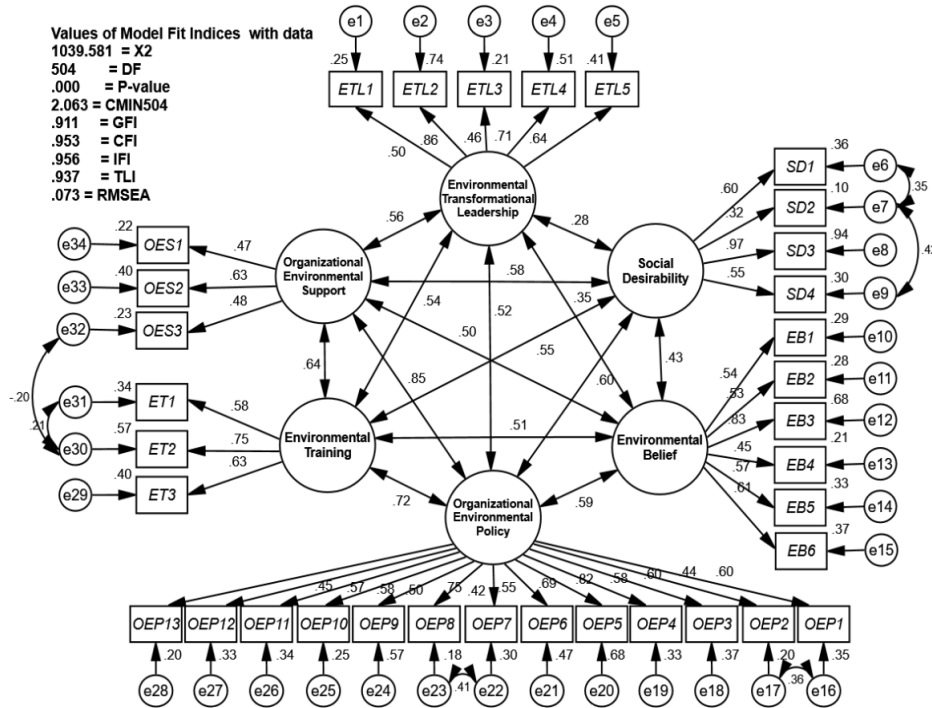 Values of Model Fit Indices with data
1039.581 = X2
504 = DF
.000 = P-value
2.063 = CMIN504
.911 = GFI
.953 = CFI
.956 = IFI
.937 = TLI
.073 = RMSEA
e1 e2 e3 e4 e5
.25 .74 .21 .51 .41
ETL1 ETL2 ETL3 ETL4 ETL5
.50 .86 .46 .71 .64
Environmental
Transformational
Leadership
e34 .22 OES1 .47
e33 .40 OES2 .63
e32 .23 OES3 .48
Organizational
Environmental
Support
.36 SD1 e6 .60
.10 SD2 e7 .32
.94 SD3 e8 .97
.30 SD4 e9 .55
.35
Social
Desirability
.56 .28
.58
.54 .52 .35
.50
.55
.64 .85 .60 .43
.51
.72 .59
-.20
.21
e31 .34 ET1 .58
e30 .57 ET2 .75
e29 .40 ET3 .63
Environmental
Training
.29 EB1 e10 .54
.28 EB2 e11 .53
.68 EB3 e12 .83
.21 EB4 e13 .45
.33 EB5 e14 .57
.37 EB6 e15 .61
Environmental
Belief
Organizational
Environmental
Policy
.45 .57 .58 .50 .75 .42 .55 .69 .82 .58 .60 .44 .60
OEP13 OEP12 OEP11 OEP10 OEP9 OEP8 OEP7 OEP6 OEP5 OEP4 OEP3 OEP2 OEP1
.20 .33 .34 .25 .57 .18 .30 .47 .68 .33 .37 .20 .35
e28 e27 e26 e25 e24 e23 e22 e21 e20 e19 e18 e17 e16
.41 .36